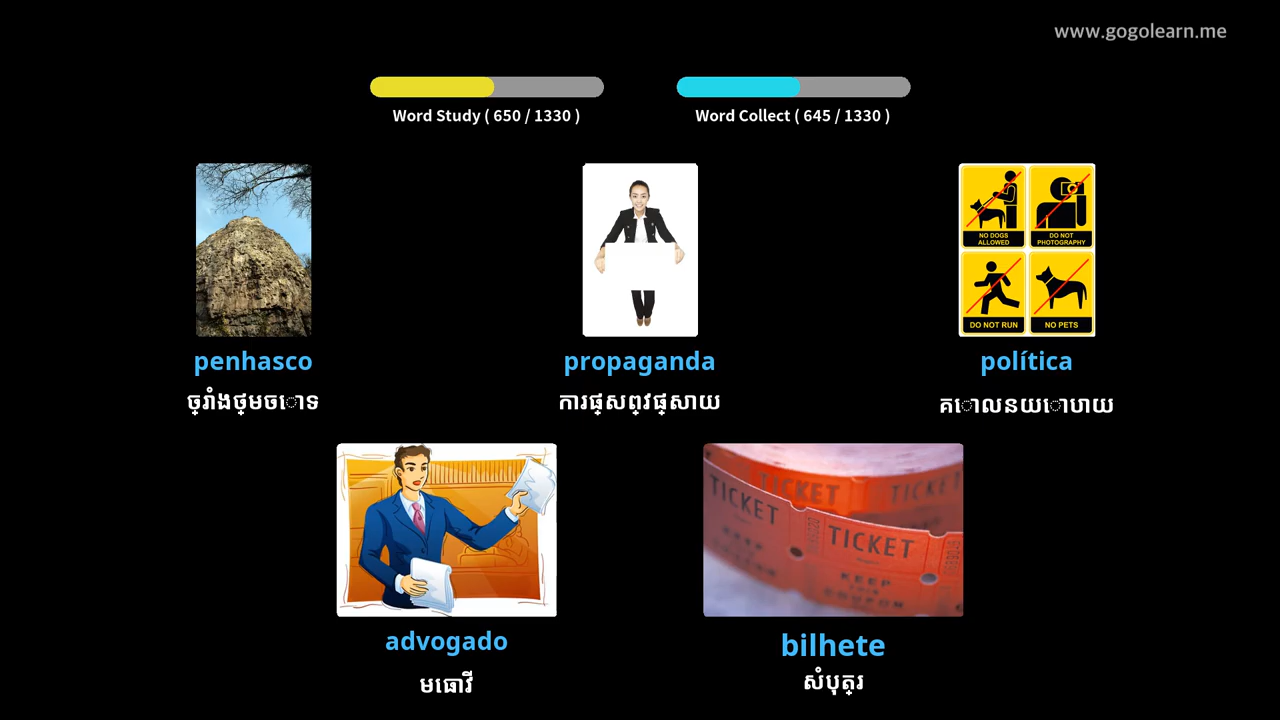 www.gogolearn.me
Word Study ( 650 / 1330 )
Word Collect ( 645 / 1330 )
NO DOGS
ALLOWED
DO NOT
PHOTOGRAPHY
DO NOT RUN
NO PETS
penhasco
propaganda
política
ច្រាំងថ្មចោទ
ការផ្សព្វផ្សាយ
គោលនយោបាយ
TICKET
TICKET
TICKET
TICKET
KEEP
COUPON
advogado
bilhete
មេធាវី
សំបុត្រ